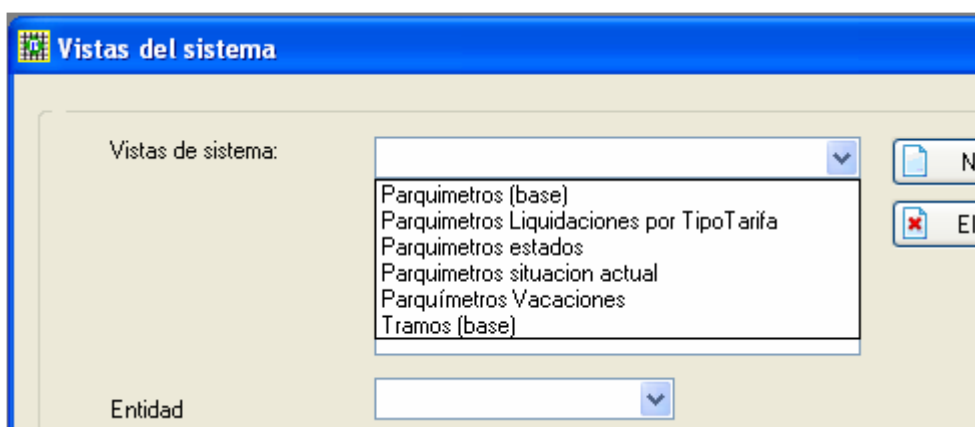 Vistas del sistema
Vistas de sistema:
N
Parquimetros (base)
Parquimetros Liquidaciones por TipoTarifa
El
Parquimetros estados
Parquimetros situacion actual
Parquímetros Vacaciones
Tramos (base)
Entidad